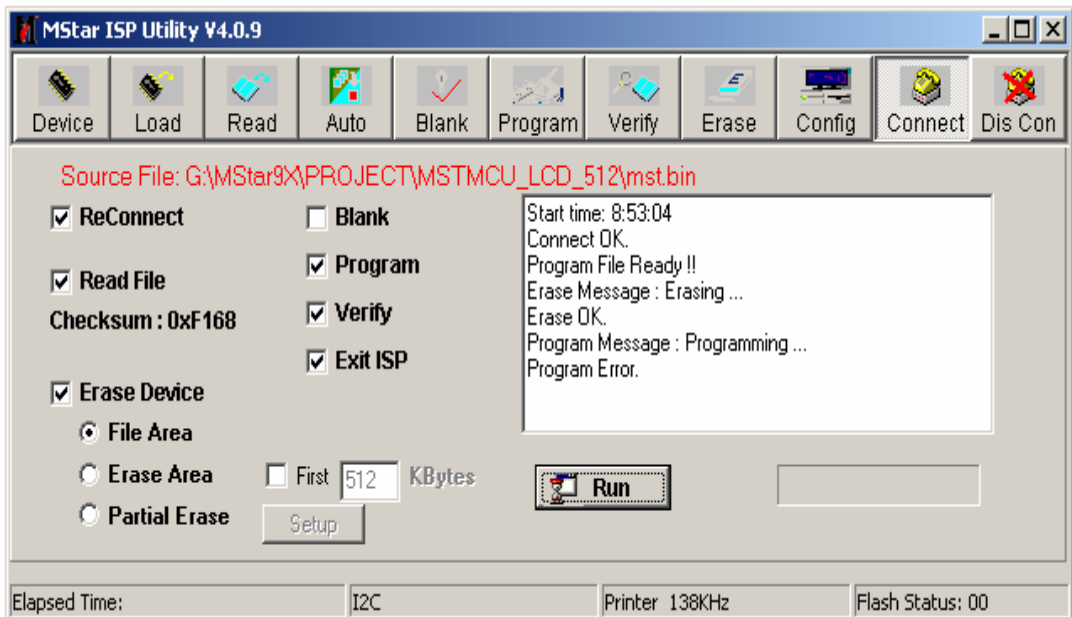 MStar ISP Utility V4.0.9
Device Load Read Auto Blank Program Verify Erase Config Connect Dis Con
Source File: G:\MStar9X\PROJECT\MSTMCU_LCD_512\mst.bin
ReConnect
Read File
Checksum : 0xF168
Erase Device
File Area
Erase Area
Partial Erase
Blank
Program
Verify
Exit ISP
First 512 KBytes
Setup
Start time: 8:53:04
Connect OK.
Program File Ready !!
Erase Message : Erasing ...
Erase OK.
Program Message : Programming ...
Program Error.
Run
Elapsed Time: I2C Printer 138KHz Flash Status: 00